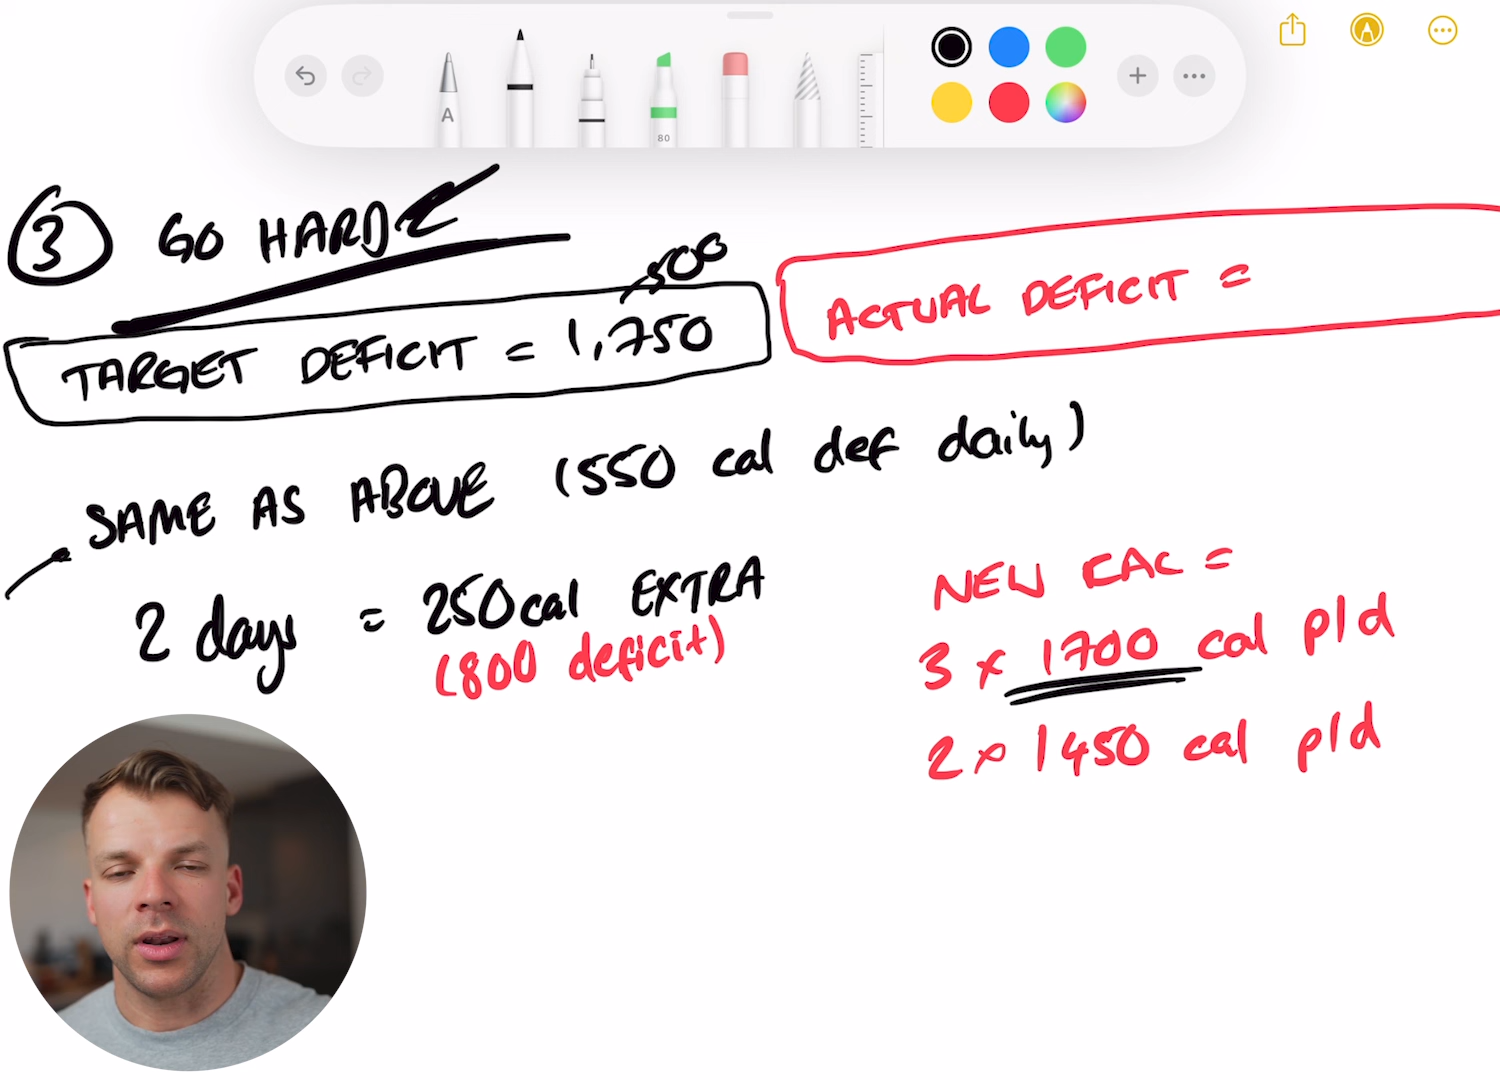 A
80
3 GO HARD
,500
TARGET DEFICIT = 1,750
ACTUAL DEFICIT =
SAME AS ABOVE (550 cal def daily)
2 days = 250cal EXTRA
(800 deficit)
NEW CAL =
3 x 1700 cal p/d
2 x 1450 cal p/d